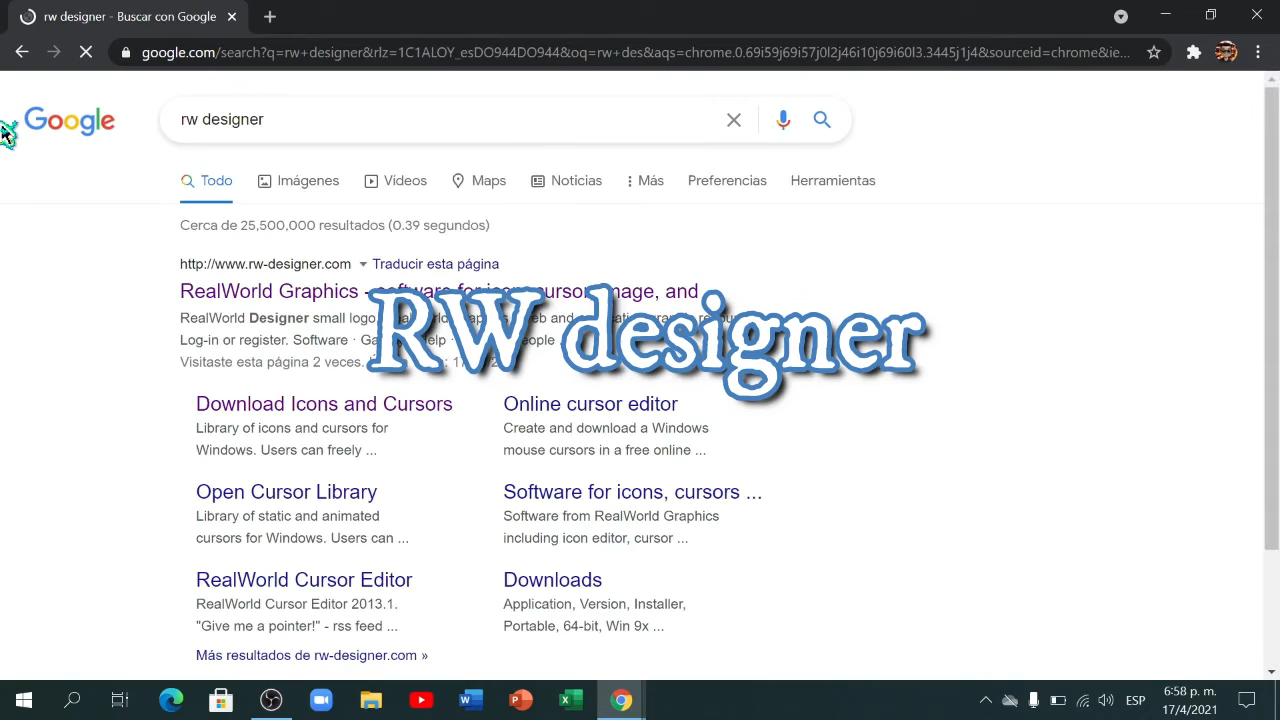 rw designer - Buscar con Google
google.com/search?q=rw+designer&rlz=1C1ALOY_esDO944DO944&oq=rw+des&aqs=chrome.0.69i59j69i57j0l2j46i10j69i60l3.3445j1j4&sourceid=chrome&ie...
Google
rw designer
Todo Imágenes Vídeos Maps Noticias Más Preferencias Herramientas
Cerca de 25,500,000 resultados (0.39 segundos)
http://www.rw-designer.com Traducir esta página
RealWorld Graphics - software for icon, cursor, image, and
RW designer
RealWorld Designer small logo.
Log-in or register. Software ·
Visitaste esta página 2 veces.
Download Icons and Cursors
Library of icons and cursors for
Windows. Users can freely ...
Online cursor editor
Create and download a Windows
mouse cursors in a free online ...
Open Cursor Library
Library of static and animated
cursors for Windows. Users can ...
Software for icons, cursors ...
Software from RealWorld Graphics
including icon editor, cursor ...
RealWorld Cursor Editor
RealWorld Cursor Editor 2013.1.
"Give me a pointer!" - rss feed ...
Downloads
Application, Version, Installer,
Portable, 64-bit, Win 9x ...
Más resultados de rw-designer.com »
ESP
6:58 p. m.
17/4/2021